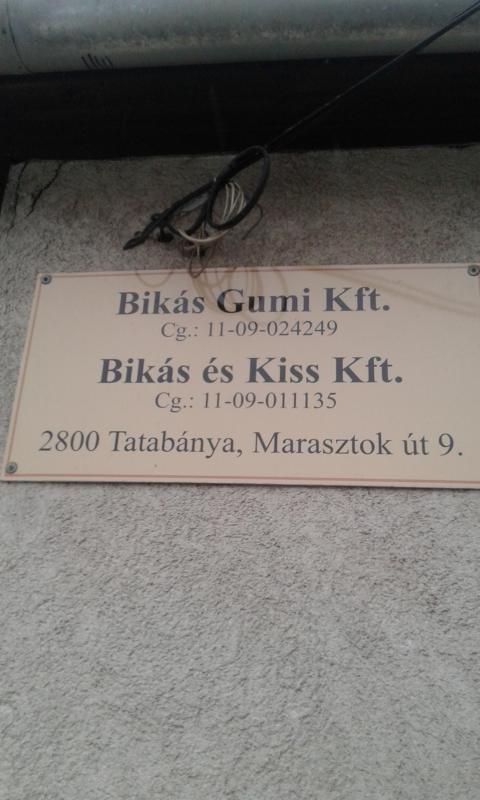 Bikás Gumi Kft.
Cg.: 11-09-024249
Bikás és Kiss Kft.
Cg.: 11-09-011135
2800 Tatabánya, Marasztok út 9.